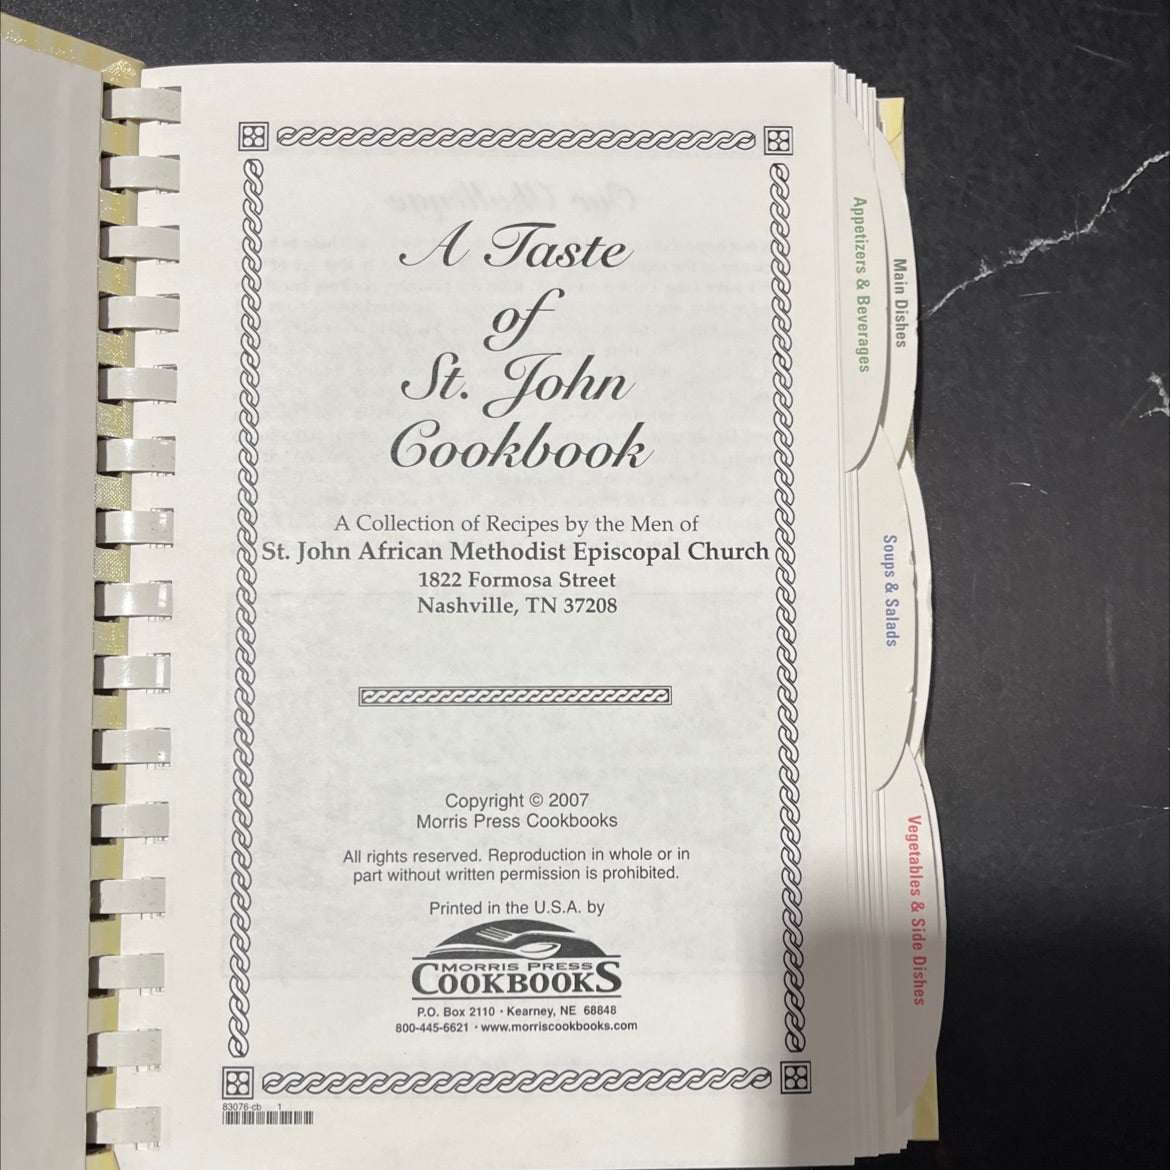 A Taste
of
St. John
Cookbook
A Collection of Recipes by the Men of
St. John African Methodist Episcopal Church
1822 Formosa Street
Nashville, TN 37208
Copyright © 2007
Morris Press Cookbooks
All rights reserved. Reproduction in whole or in
part without written permission is prohibited.
Printed in the U.S.A. by
MORRIS PRESS
COOKBOOKS
P.O. Box 2110 · Kearney, NE 68848
800-445-6621 · www.morriscookbooks.com
83076-cb 1
Appetizers & Beverages
Main Dishes
Soups & Salads
Vegetables & Side Dishes